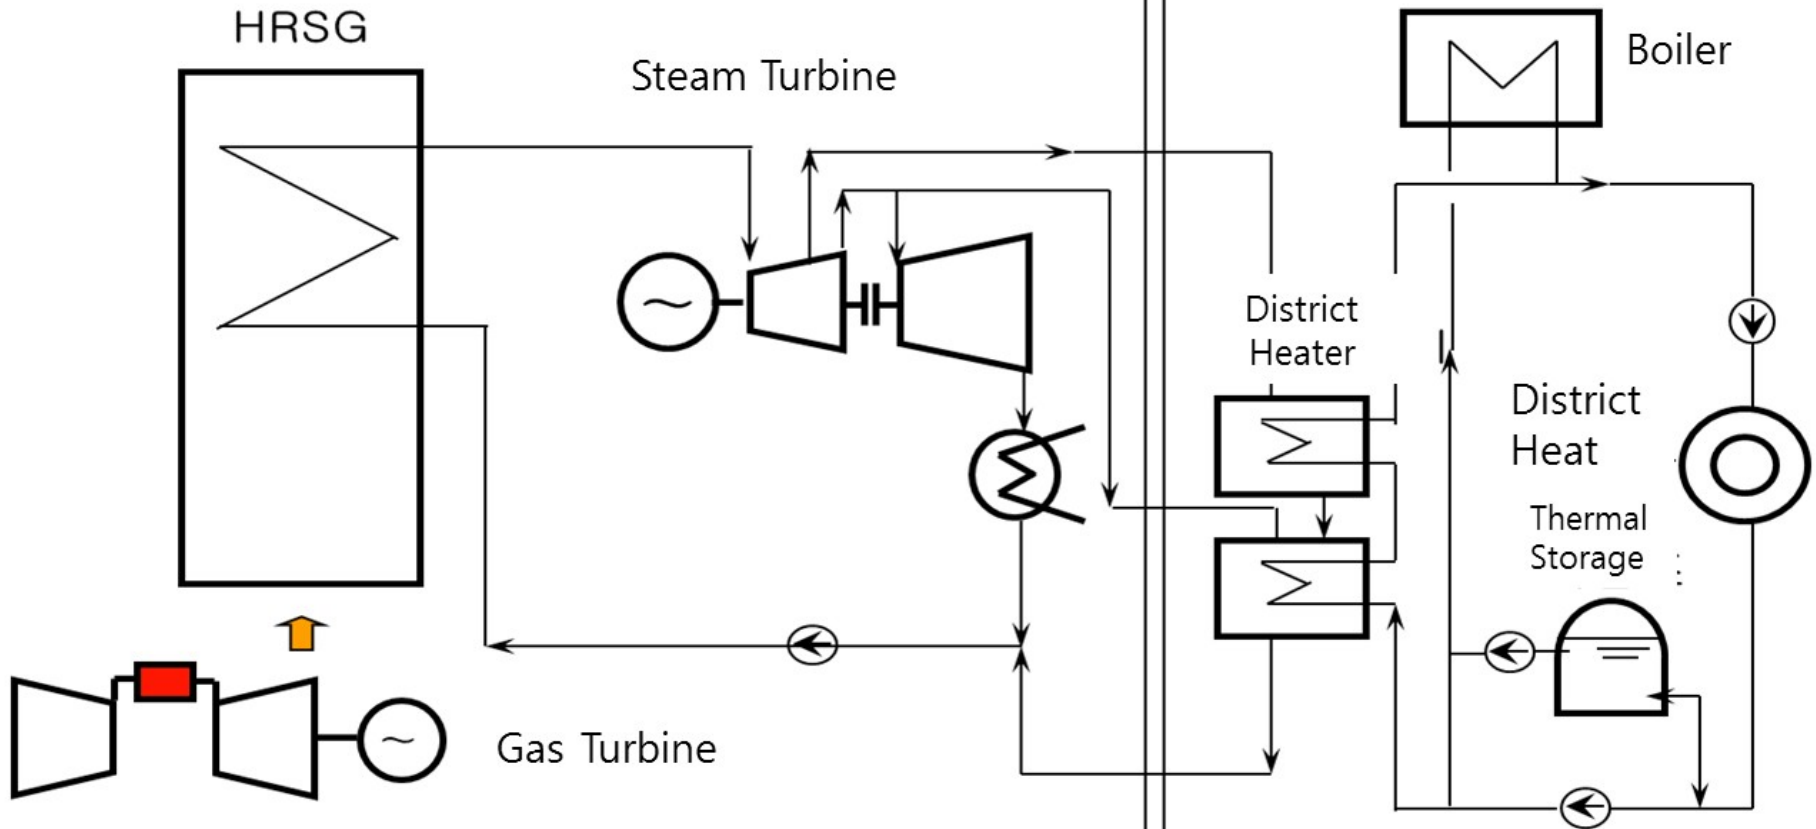 HRSG
Steam Turbine
Boiler
District
Heater
District
Heat
Thermal
Storage
Gas Turbine